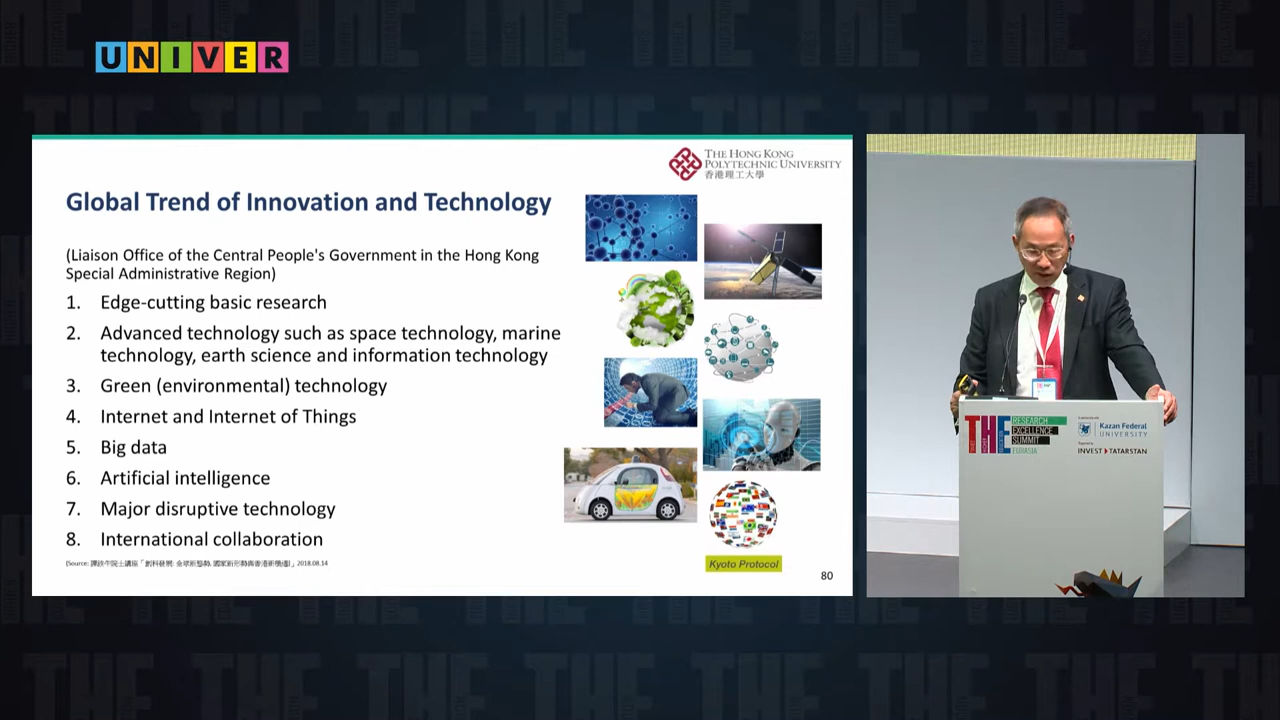 UNIVER
THE HONG KONG
POLYTECHNIC UNIVERSITY
香港理工大學
Global Trend of Innovation and Technology
(Liaison Office of the Central People's Government in the Hong Kong
Special Administrative Region)
1. Edge-cutting basic research
2. Advanced technology such as space technology, marine
technology, earth science and information technology
3. Green (environmental) technology
4. Internet and Internet of Things
5. Big data
6. Artificial intelligence
7. Major disruptive technology
8. International collaboration
2018.08.14
Kyoto Protocol
80
THE
RESEARCH
EXCELLENCE
SUMMIT
EURASIA
Kazan Federal
UNIVERSITY
INVEST TATARSTAN